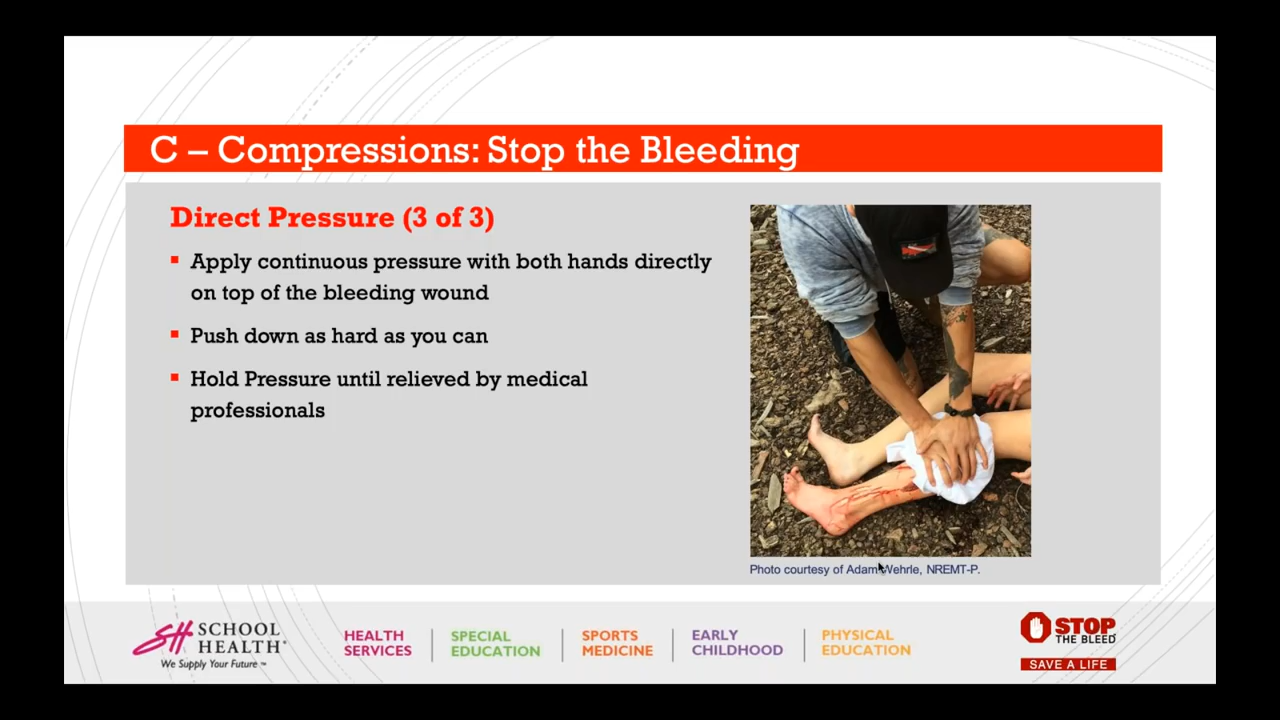 C – Compressions: Stop the Bleeding
Direct Pressure (3 of 3)
Apply continuous pressure with both hands directly
on top of the bleeding wound
Push down as hard as you can
Hold Pressure until relieved by medical
professionals
Photo courtesy of Adam Wehrle, NREMT-P.
SH SCHOOL
HEALTH
We Supply Your Future ™
HEALTH
SERVICES
SPECIAL
EDUCATION
SPORTS
MEDICINE
EARLY
CHILDHOOD
PHYSICAL
EDUCATION
STOP
THE BLEED
SAVE A LIFE